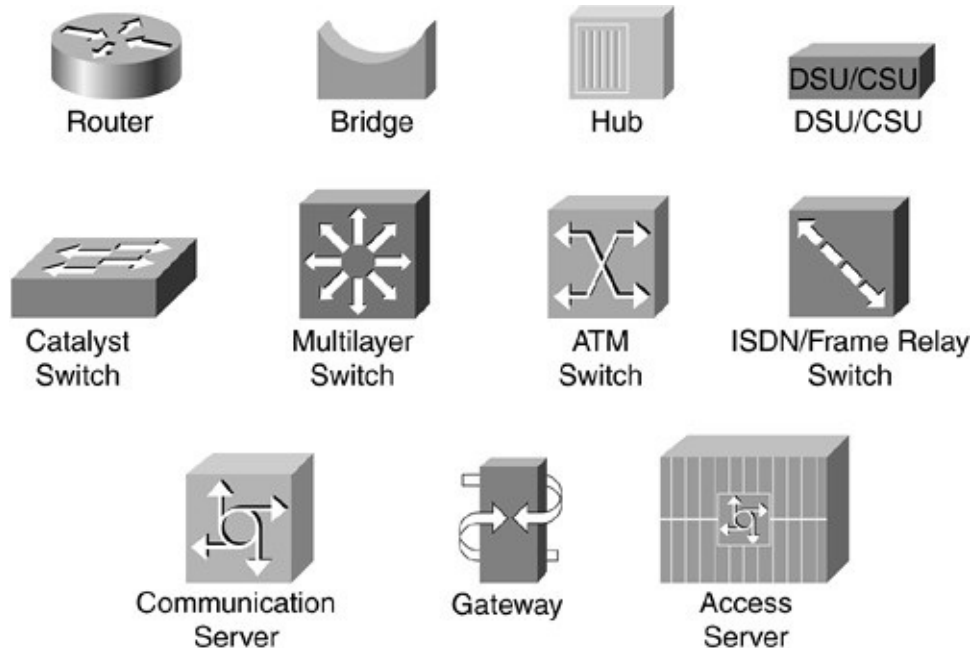 DSU/CSU
Router
Bridge
Hub
DSU/CSU
Catalyst
Switch
Multilayer
Switch
ATM
Switch
ISDN/Frame Relay
Switch
Communication
Server
Gateway
Access
Server